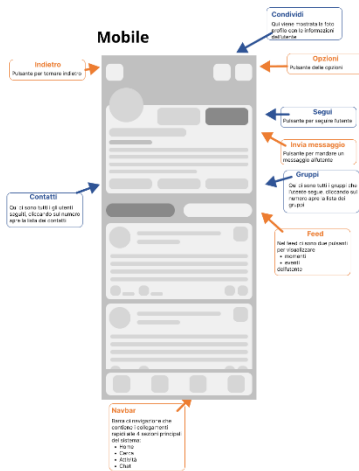 Condividi
Qui viene mostrata la foto
profilo con le informazioni
dell'utente
Mobile
Indietro
Pulsante per tornare indietro
Opzioni
Pulsante delle opzioni
Segui
Pulsante per seguire l'utente
Invia messaggio
Pulsante per mandare un
messaggio all'utente
Contatti
Qui ci sono tutti gli utenti
seguiti, cliccando sul numero
apre la lista dei contatti
Gruppi
Qui ci sono tutti i gruppi che
l'utente segue, cliccando sul
numero apre la lista dei
gruppi
Feed
Nel feed ci sono due pulsanti
per visualizzare
• momenti
• eventi
dell'utente
Navbar
Barra di navigazione che
contiene i collegamenti
rapidi alle 4 sezioni principali
del sistema:
• Home
• Cerca
• Attività
• Chat